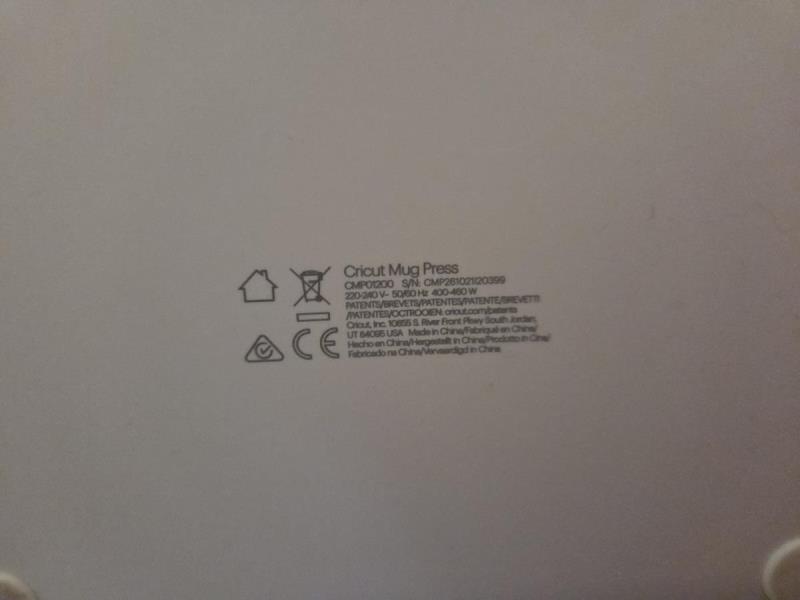 Cricut Mug Press
CMP01200 S/N: CMP261021120399
220-240 V~ 50/60 Hz 400-460 W
PATENTS/BREVETS/PATENTES/PATENTE/BREVETTI
/PATENTES/OCTROOIEN: cricut.com/patents
Cricut, Inc. 10855 S. River Front Pkwy South Jordan,
UT 84095 USA Made in China/Fabriqué en Chine/
Hecho en China/Hergestellt in China/Prodotto in Cina/
Fabricado na China/Vervaardigd in China
CE